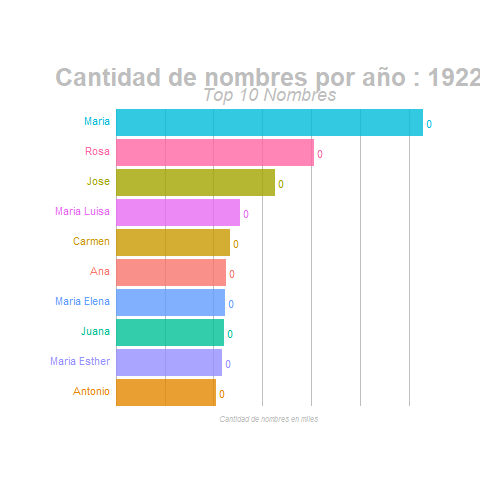 Cantidad de nombres por año : 1922
Top 10 Nombres
Maria 0
Rosa 0
Jose 0
Maria Luisa 0
Carmen 0
Ana 0
Maria Elena 0
Juana 0
Maria Esther 0
Antonio 0
Cantidad de nombres en miles